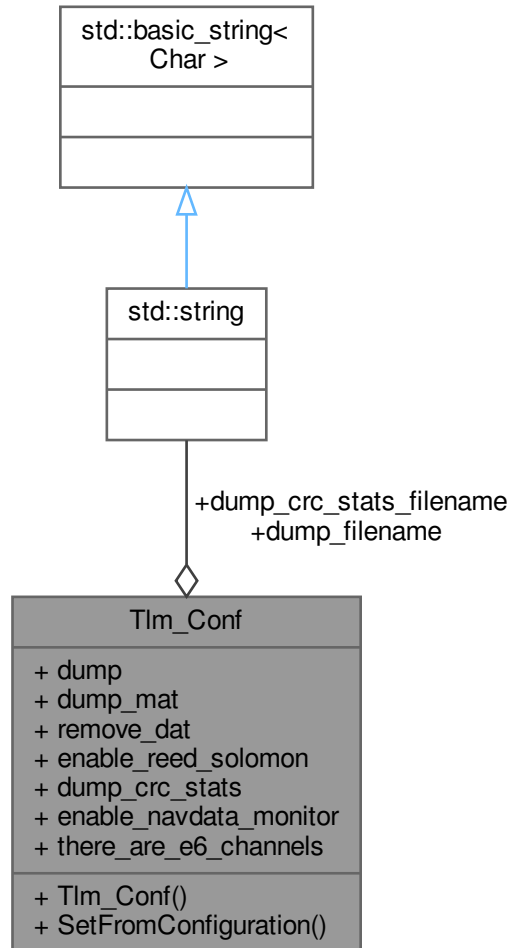 std::basic_string<
Char >
std::string
+dump_crc_stats_filename
+dump_filename
Tlm_Conf
+ dump
+ dump_mat
+ remove_dat
+ enable_reed_solomon
+ dump_crc_stats
+ enable_navdata_monitor
+ there_are_e6_channels
+ Tlm_Conf()
+ SetFromConfiguration()